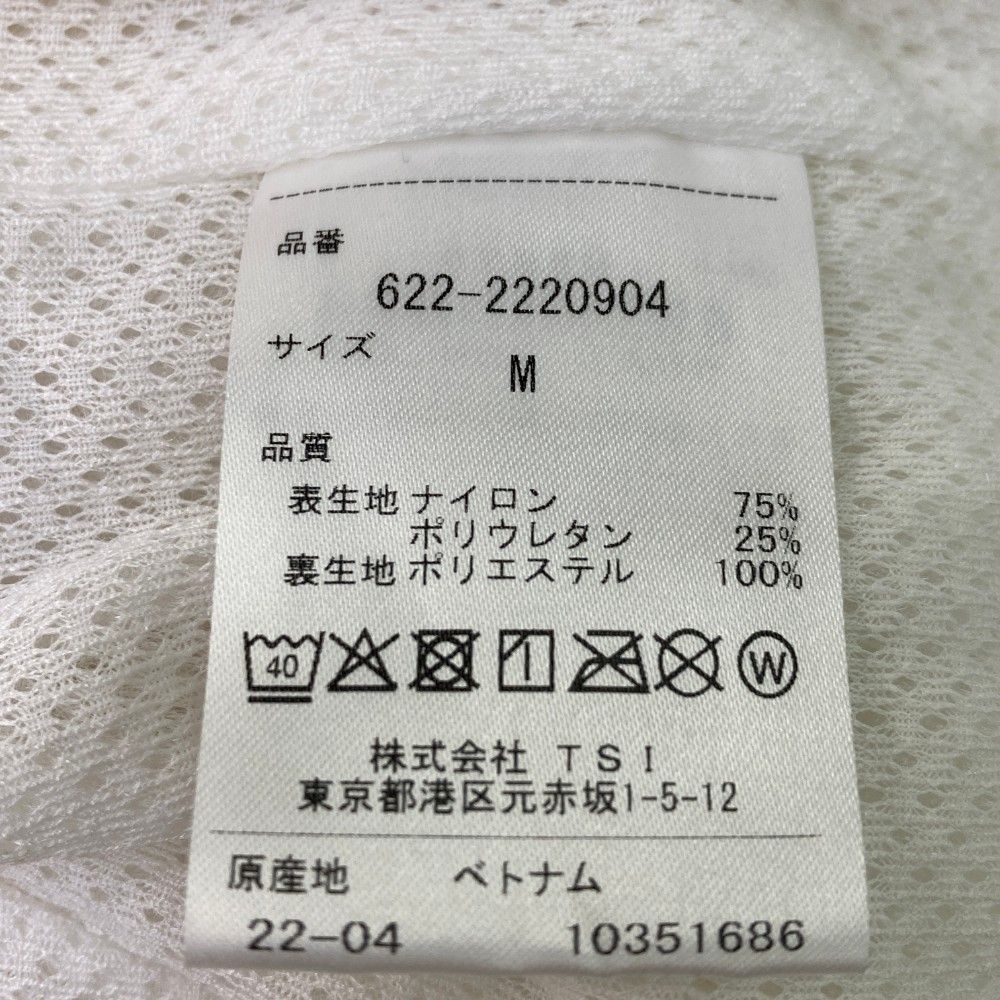 品番
622-2220904
サイズ
M
品質
表生地 ナイロン 75%
ポリウレタン 25%
裏生地 ポリエステル 100%
40 W
株式会社 TSI
東京都港区元赤坂1-5-12
原産地 ベトナム
22-04 10351686